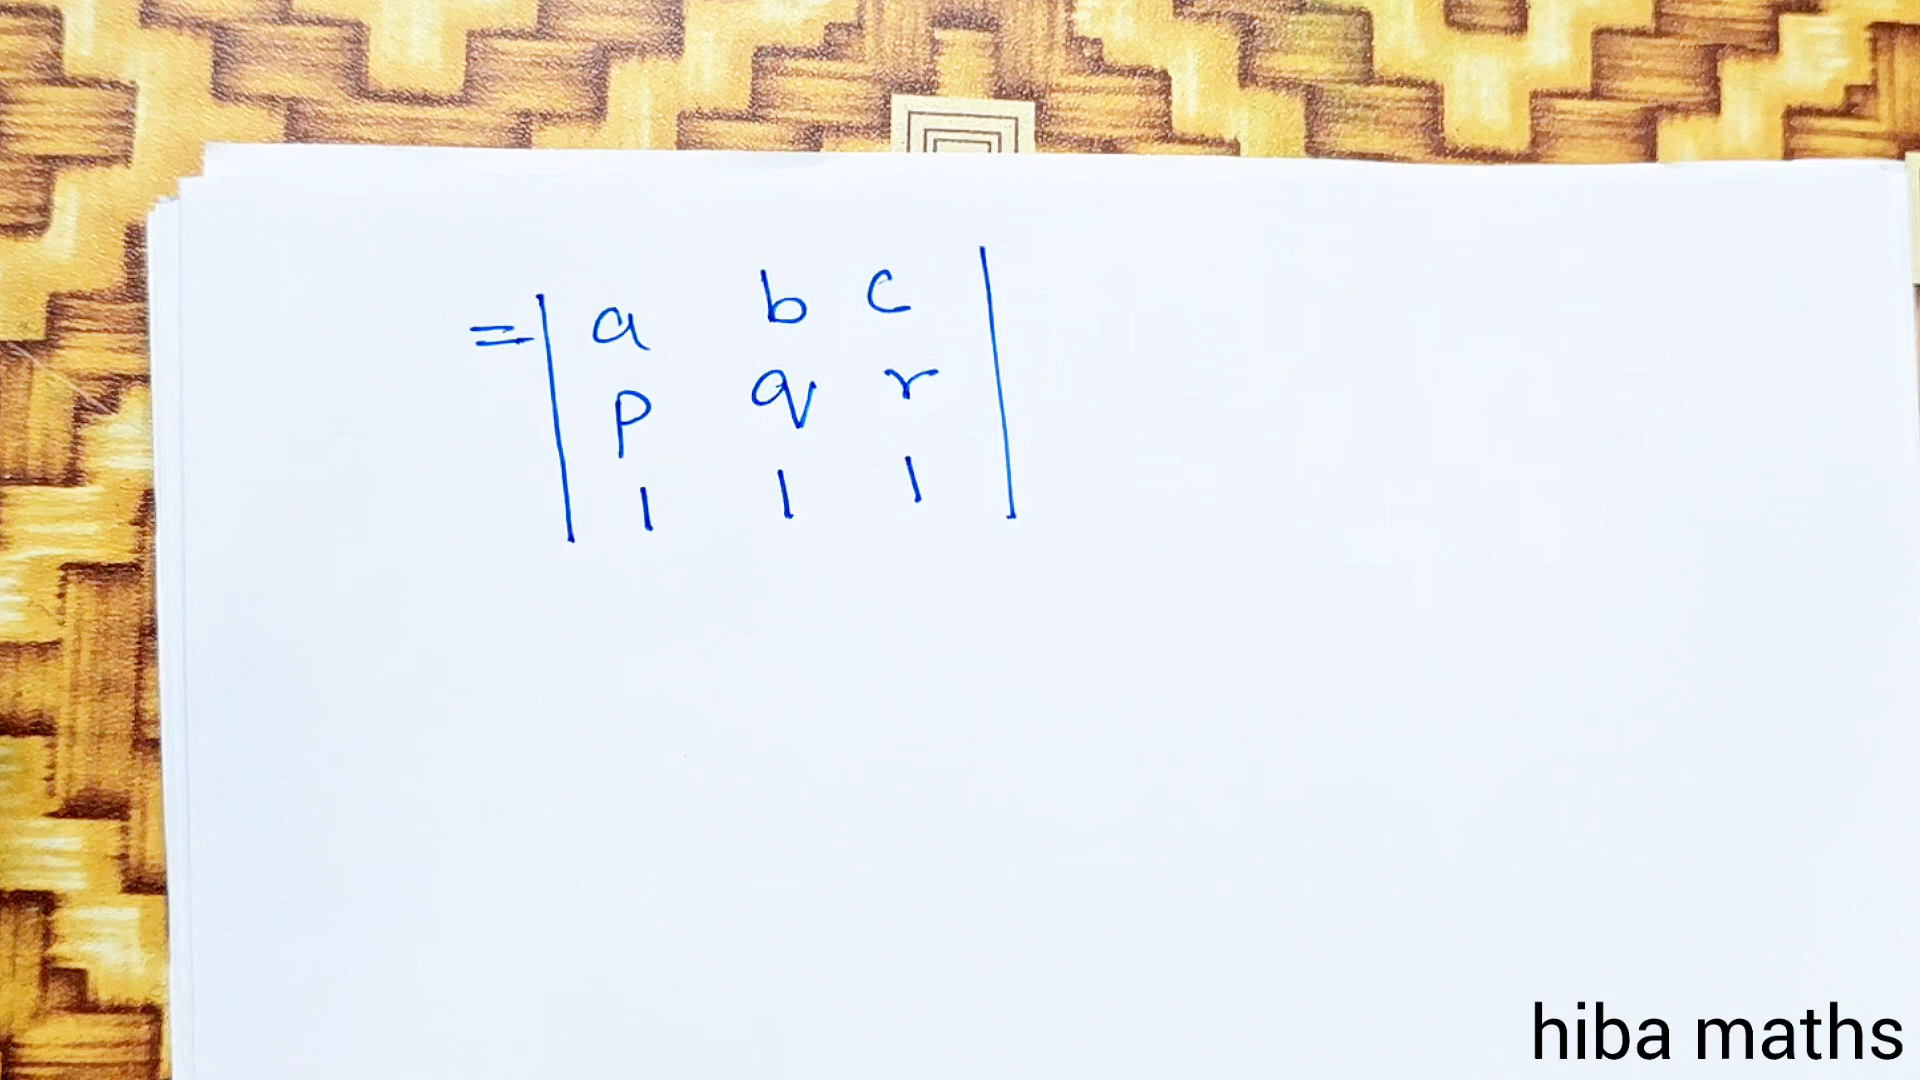 = | a b c |
| p q r |
| 1 1 1 |
hiba maths